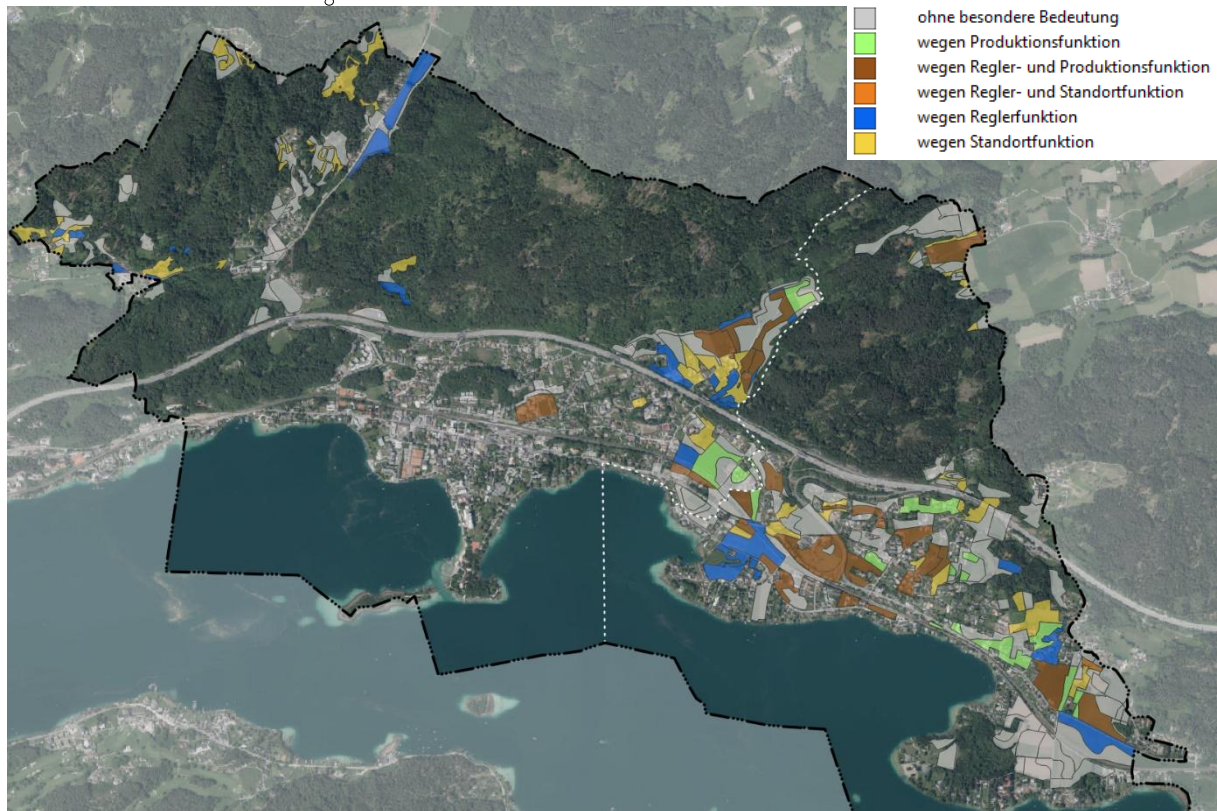 ohne besondere Bedeutung
wegen Produktionsfunktion
wegen Regler- und Produktionsfunktion
wegen Regler- und Standortfunktion
wegen Reglerfunktion
wegen Standortfunktion